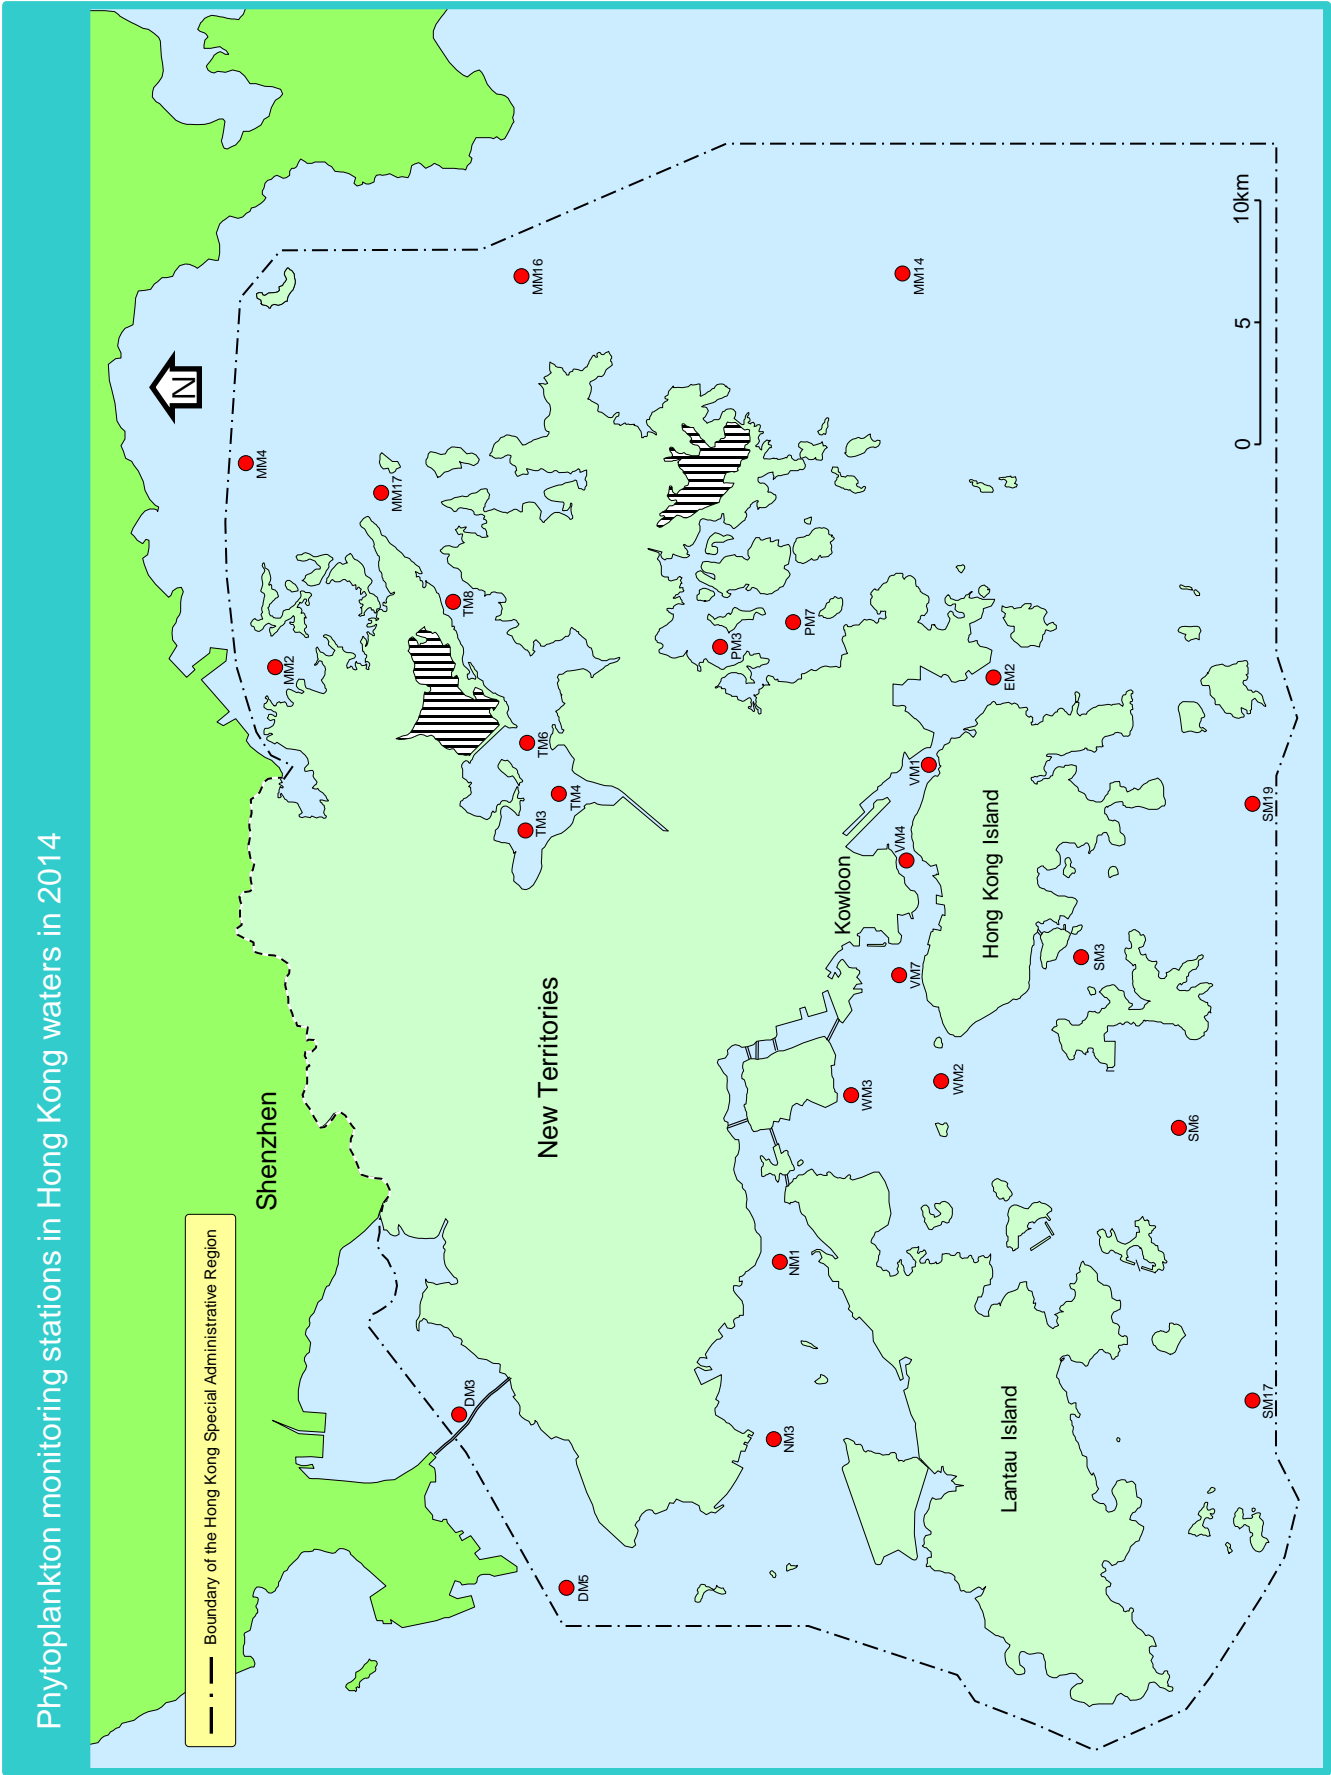 Phytoplankton monitoring stations in Hong Kong waters in 2014
Boundary of the Hong Kong Special Administrative Region
Shenzhen
N
MM4
MM2
MM17
TM8
MM16
DM3
TM3
TM6
TM4
DM5
New Territories
PM3
PM7
NM3
NM1
Kowloon
WM3
VM7
VM4
VM1
MM14
WM2
EM2
Hong Kong Island
Lantau Island
SM3
SM6
SM17
SM19
0 5 10km